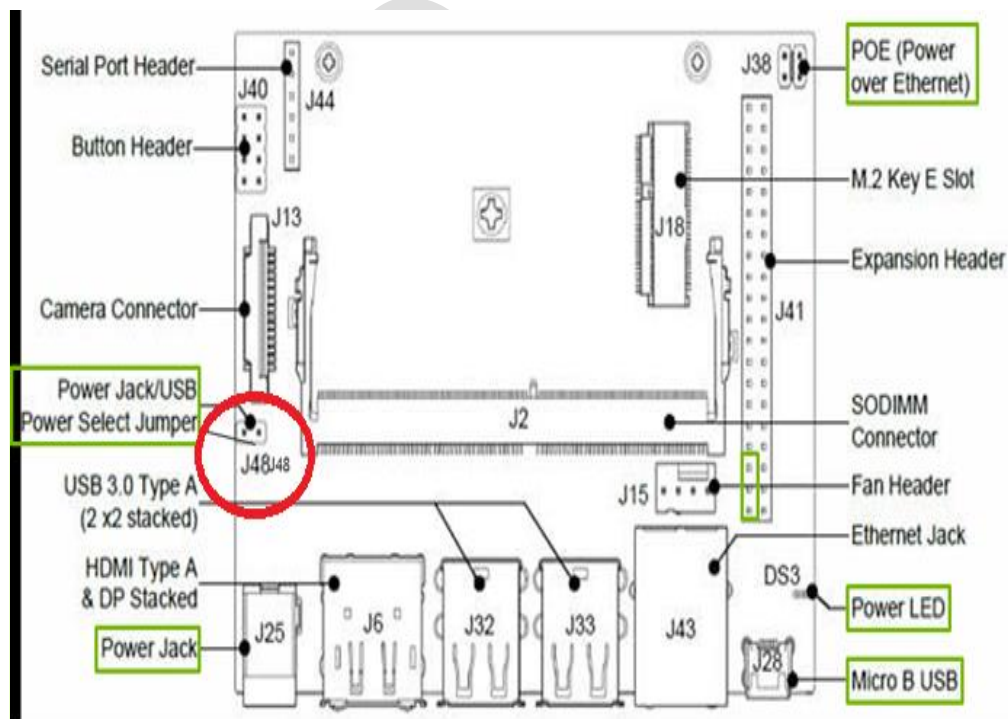 Serial Port Header
J40
J44
Button Header
J13
Camera Connector
Power Jack/USB
Power Select Jumper
J48
J48
USB 3.0 Type A
(2 x2 stacked)
HDMI Type A
& DP Stacked
Power Jack
J25
J6
J32
J33
J43
J28
J38
POE (Power
over Ethernet)
M.2 Key E Slot
J18
Expansion Header
J41
J2
SODIMM
Connector
J15
Fan Header
Ethernet Jack
DS3
Power LED
Micro B USB